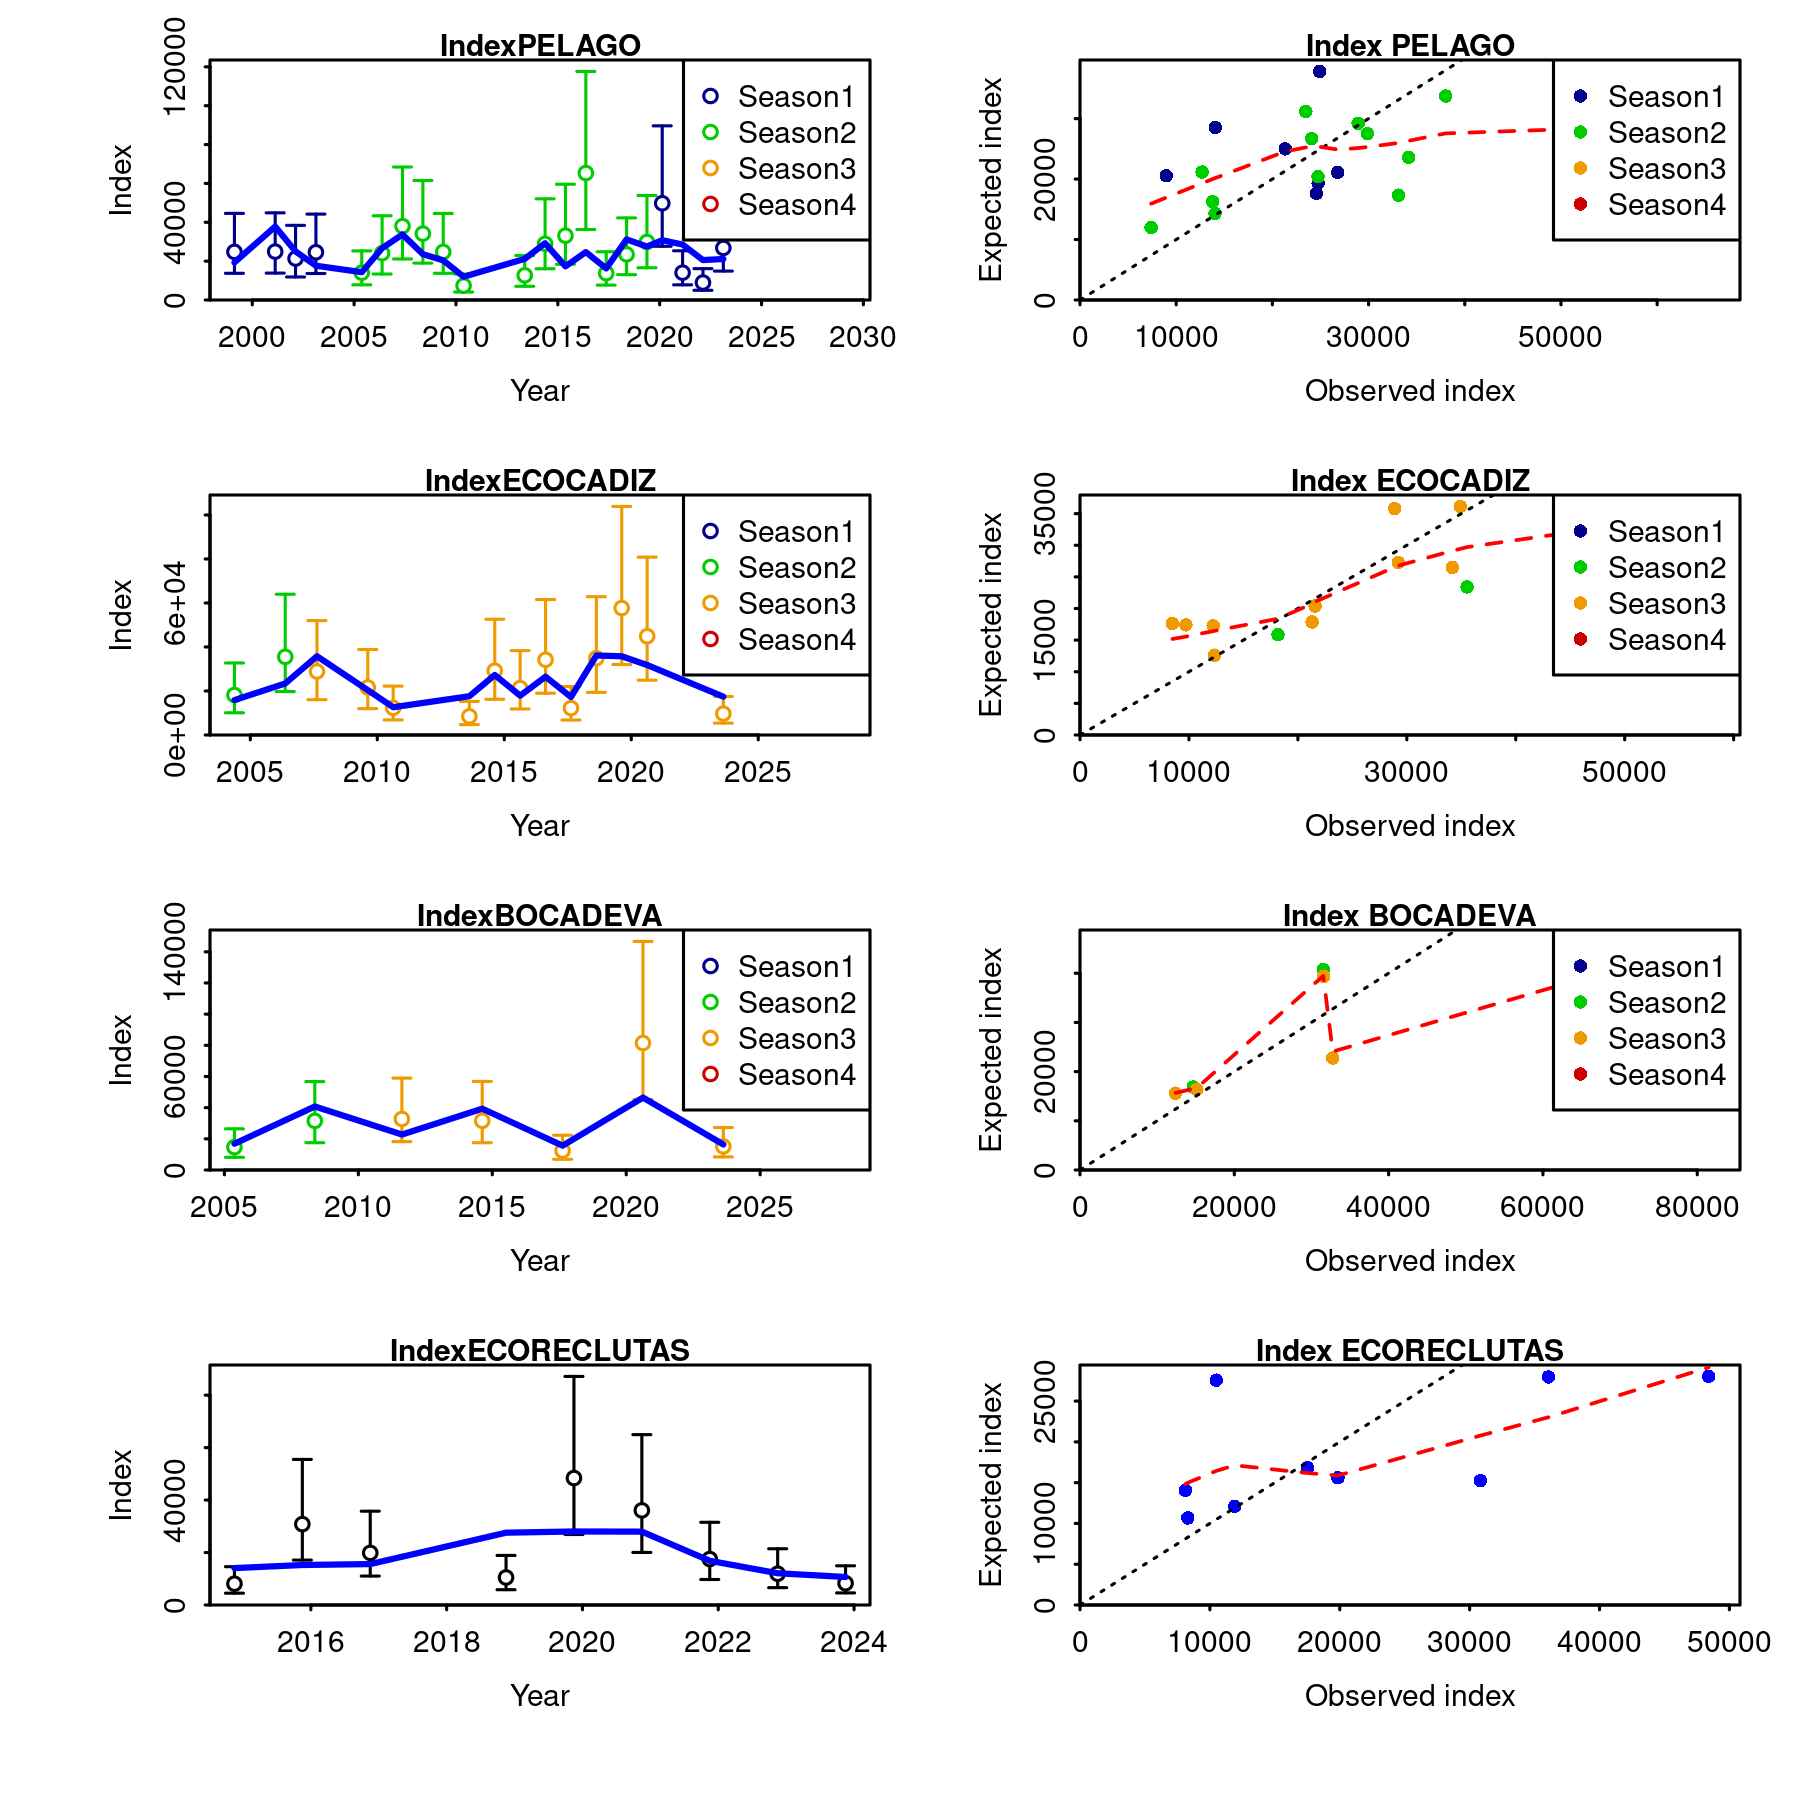 IndexPELAGO
Index
120000
40000
0
Season1
Season2
Season3
Season4
2000 2005 2010 2015 2020 2025 2030
Year
Index PELAGO
Expected index
20000
0
Season1
Season2
Season3
Season4
0 10000 30000 50000
Observed index
IndexECOCADIZ
Index
6e+04
0e+00
Season1
Season2
Season3
Season4
2005 2010 2015 2020 2025
Year
Index ECOCADIZ
Expected index
35000
15000
0
Season1
Season2
Season3
Season4
0 10000 30000 50000
Observed index
IndexBOCADEVA
Index
140000
60000
0
Season1
Season2
Season3
Season4
2005 2010 2015 2020 2025
Year
Index BOCADEVA
Expected index
20000
0
Season1
Season2
Season3
Season4
0 20000 40000 60000 80000
Observed index
IndexECORECLUTAS
Index
40000
0
2016 2018 2020 2022 2024
Year
Index ECORECLUTAS
Expected index
25000
10000
0
0 10000 20000 30000 40000 50000
Observed index